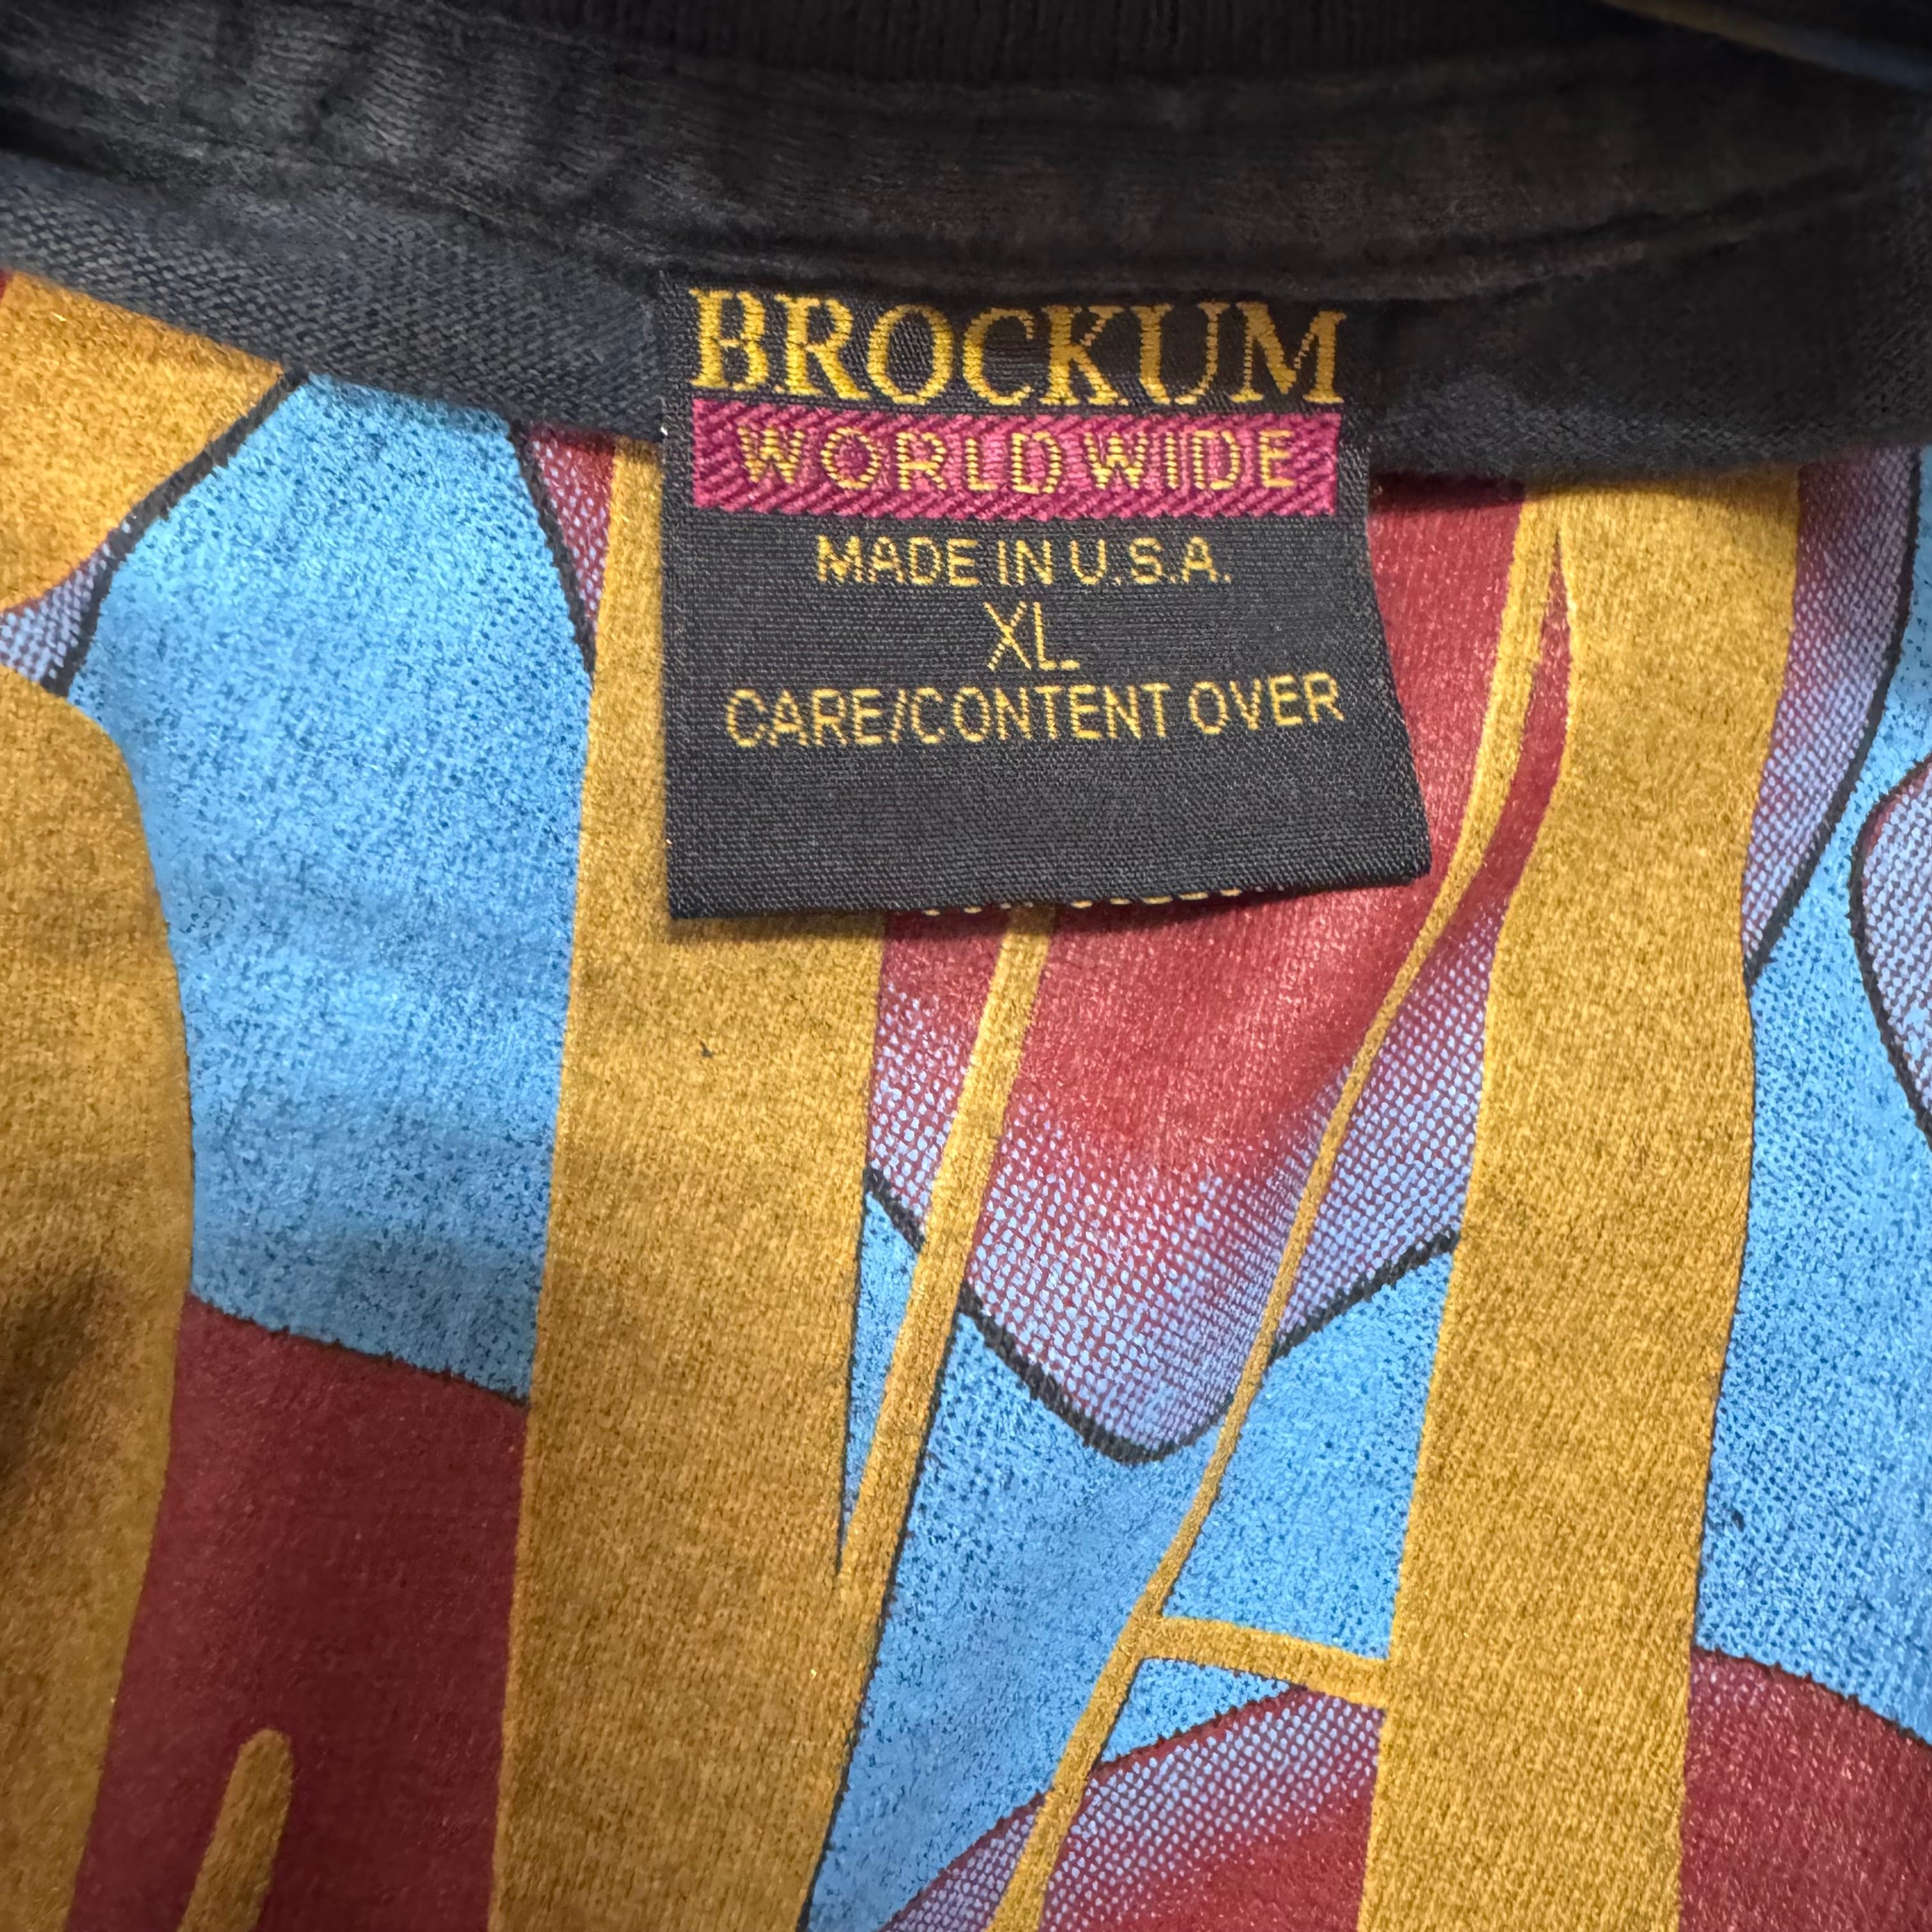 BROCKUM
WORLDWIDE
MADE IN U.S.A.
XL
CARE/CONTENT OVER